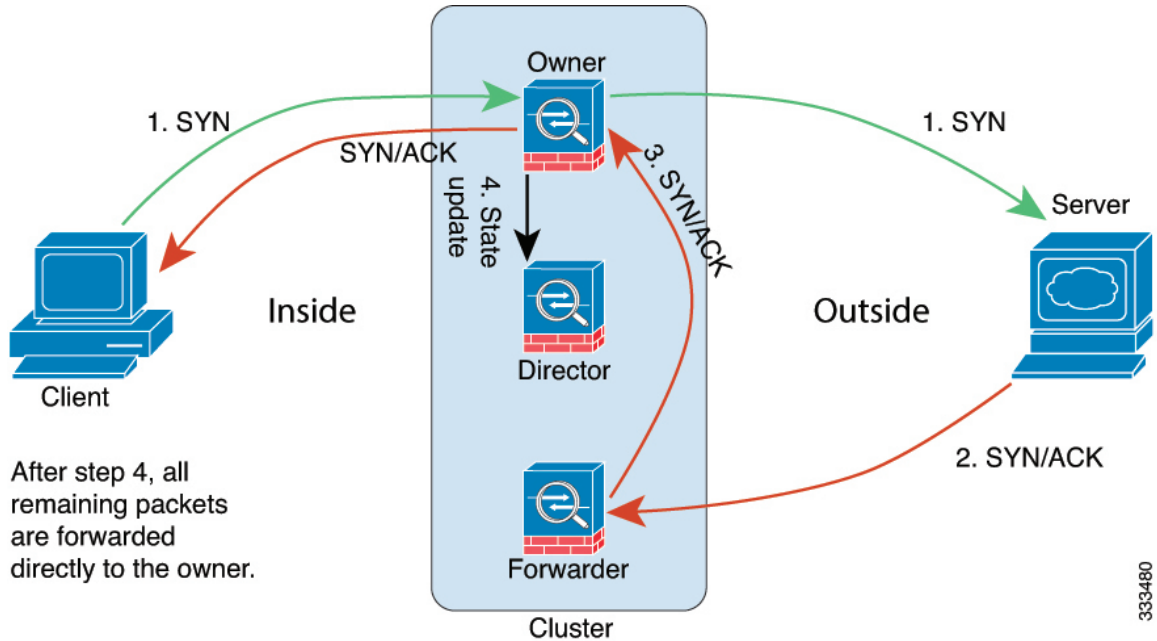 Owner
1. SYN
1. SYN
SYN/ACK
3. SYN/ACK
4. State
update
Server
Inside
Outside
Director
Client
2. SYN/ACK
After step 4, all
remaining packets
are forwarded
directly to the owner.
Forwarder
Cluster
333480